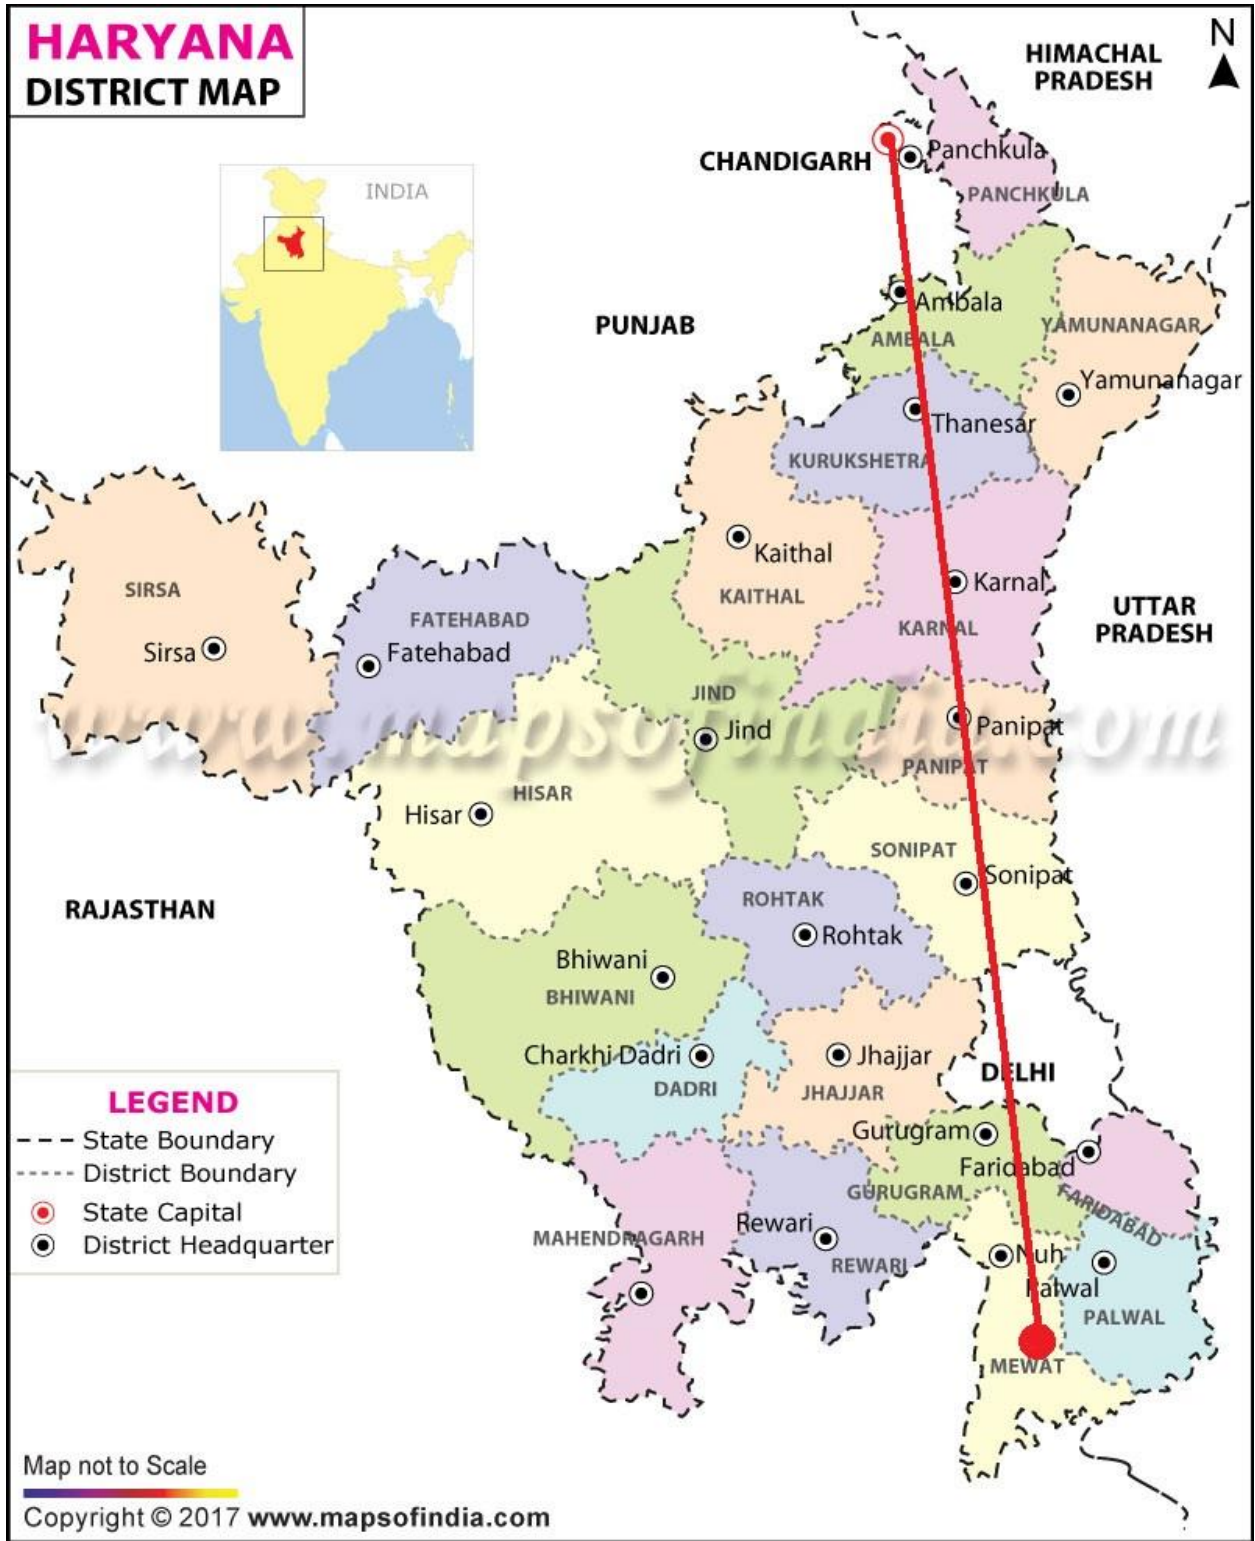 HARYANA
DISTRICT MAP
N
HIMACHAL
PRADESH
INDIA
CHANDIGARH
Panchkula
PANCHKULA
Ambala
PUNJAB
AMBALA
YAMUNANAGAR
Yamunanagar
Thanesar
KURUKSHETRA
Kaithal
KAITHAL
Karnal
KARNAL
UTTAR
PRADESH
SIRSA
Sirsa
FATEHABAD
Fatehabad
JIND
Jind
www.mapsofindia.com
Panipat
PANIPAT
HISAR
Hisar
SONIPAT
Sonipat
RAJASTHAN
ROHTAK
Rohtak
Bhiwani
BHIWANI
Charkhi Dadri
DADRI
Jhajjar
JHAJJAR
DELHI
Gurugram
GURUGRAM
Faridabad
FARIDABAD
MAHENDRAGARH
Rewari
REWARI
Nuh
Palwal
PALWAL
MEWAT
LEGEND
State Boundary
District Boundary
State Capital
District Headquarter
Map not to Scale
Copyright © 2017 www.mapsofindia.com